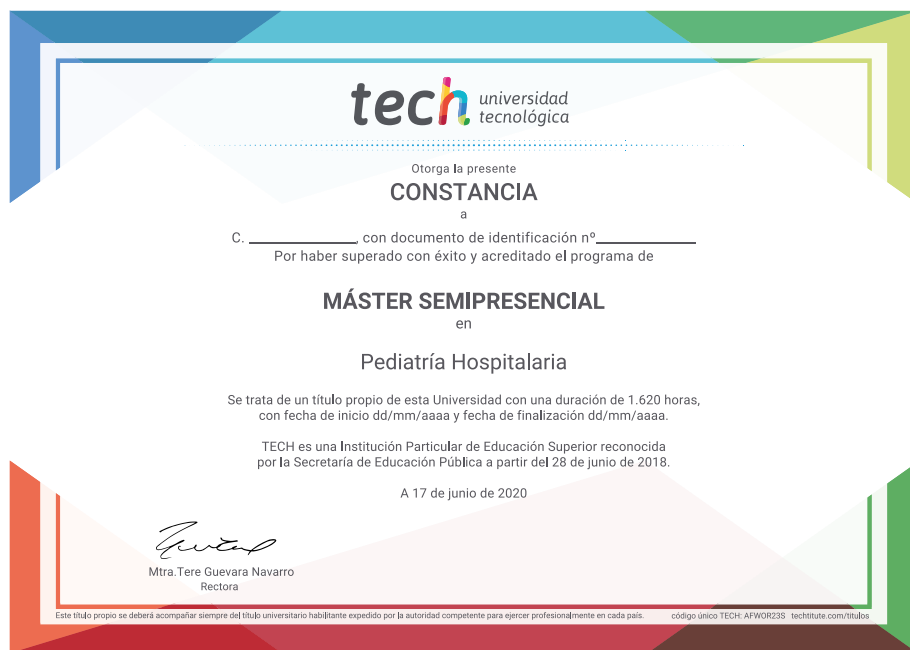 tech universidad
tecnológica
Otorga la presente
CONSTANCIA
a
C. ____________, con documento de identificación nº___________
Por haber superado con éxito y acreditado el programa de
MÁSTER SEMIPRESENCIAL
en
Pediatría Hospitalaria
Se trata de un título propio de esta Universidad con una duración de 1.620 horas,
con fecha de inicio dd/mm/aaaa y fecha de finalización dd/mm/aaaa.
TECH es una Institución Particular de Educación Superior reconocida
por la Secretaría de Educación Pública a partir del 28 de junio de 2018.
A 17 de junio de 2020
Mtra.Tere Guevara Navarro
Rectora
Este título propio se deberá acompañar siempre del título universitario habilitante expedido por la autoridad competente para ejercer profesionalmente en cada país. código único TECH: AFWOR23S techtitute.com/titulos